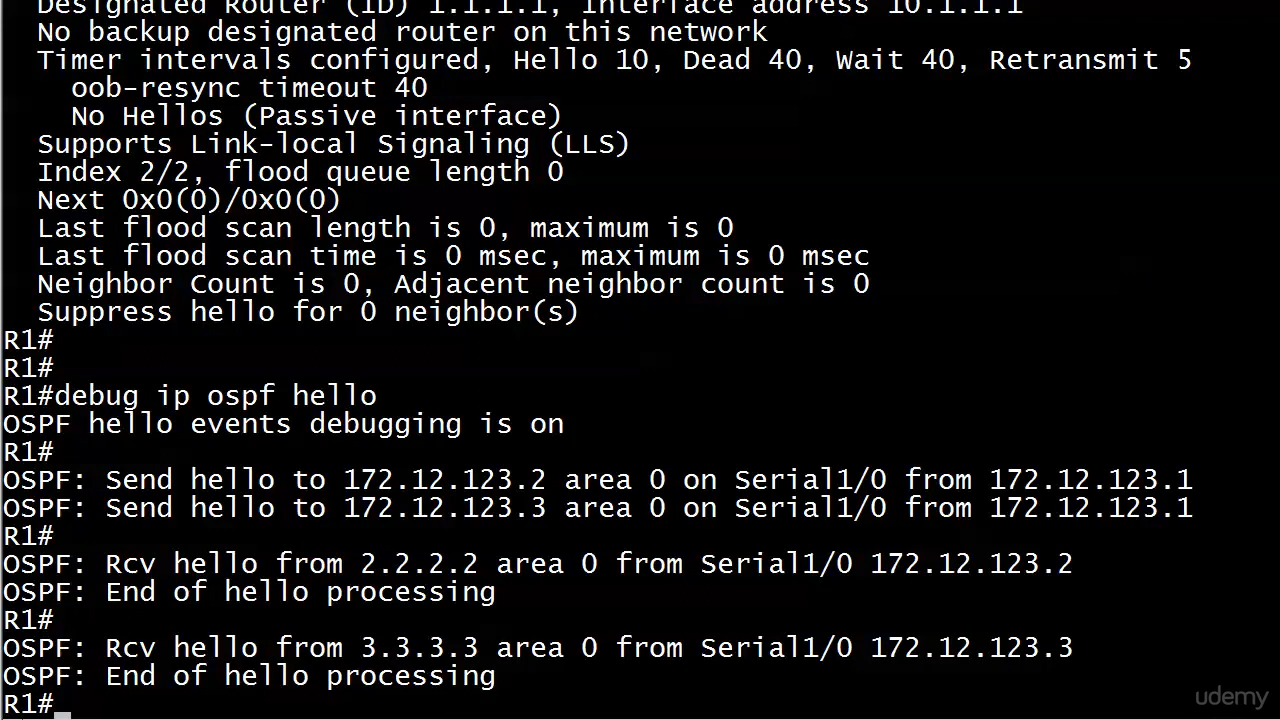 Designated Router (ID) 1.1.1.1, Interface address 10.1.1.1
No backup designated router on this network
Timer intervals configured, Hello 10, Dead 40, Wait 40, Retransmit 5
oob-resync timeout 40
No Hellos (Passive interface)
Supports Link-local Signaling (LLS)
Index 2/2, flood queue length 0
Next 0x0(0)/0x0(0)
Last flood scan length is 0, maximum is 0
Last flood scan time is 0 msec, maximum is 0 msec
Neighbor Count is 0, Adjacent neighbor count is 0
Suppress hello for 0 neighbor(s)
R1#
R1#
R1#debug ip ospf hello
OSPF hello events debugging is on
R1#
OSPF: Send hello to 172.12.123.2 area 0 on Serial1/0 from 172.12.123.1
OSPF: Send hello to 172.12.123.3 area 0 on Serial1/0 from 172.12.123.1
R1#
OSPF: Rcv hello from 2.2.2.2 area 0 from Serial1/0 172.12.123.2
OSPF: End of hello processing
R1#
OSPF: Rcv hello from 3.3.3.3 area 0 from Serial1/0 172.12.123.3
OSPF: End of hello processing
R1#
udemy